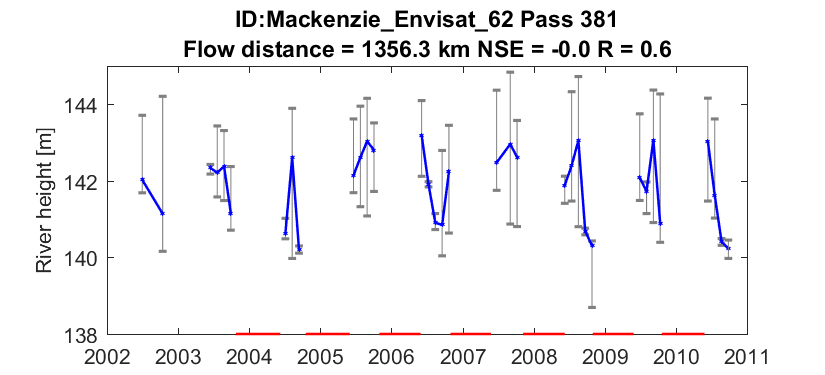 ID:Mackenzie_Envisat_62 Pass 381
Flow distance = 1356.3 km NSE = -0.0 R = 0.6
River height [m]
144
142
140
138
2002 2003 2004 2005 2006 2007 2008 2009 2010 2011